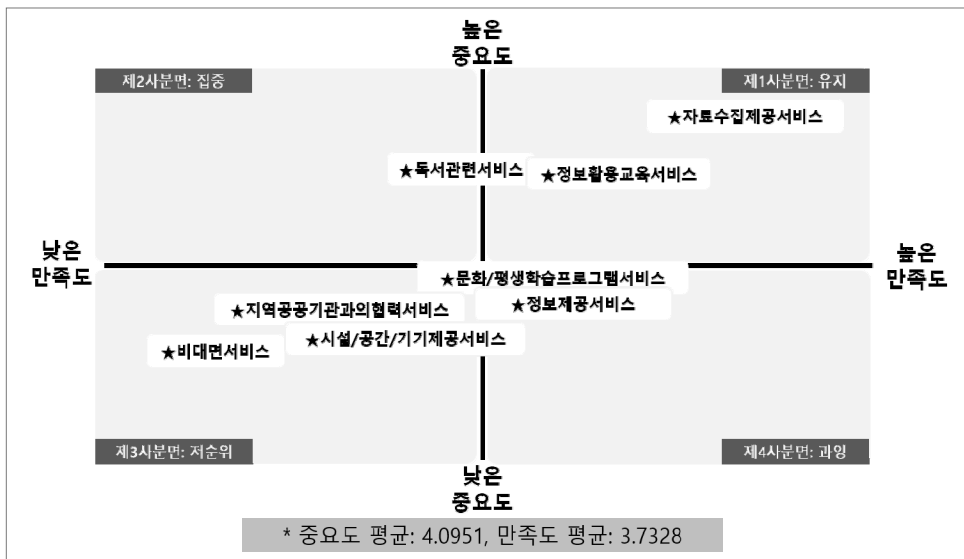 높은
중요도
제2사분면: 집중
제1사분면: 유지
★자료수집제공서비스
★독서관련서비스
★정보활용교육서비스
낮은
만족도
높은
만족도
★문화/평생학습프로그램서비스
★정보제공서비스
★지역공공기관과의협력서비스
★시설/공간/기기제공서비스
★비대면서비스
제3사분면: 저순위
제4사분면: 과잉
낮은
중요도
* 중요도 평균: 4.0951, 만족도 평균: 3.7328